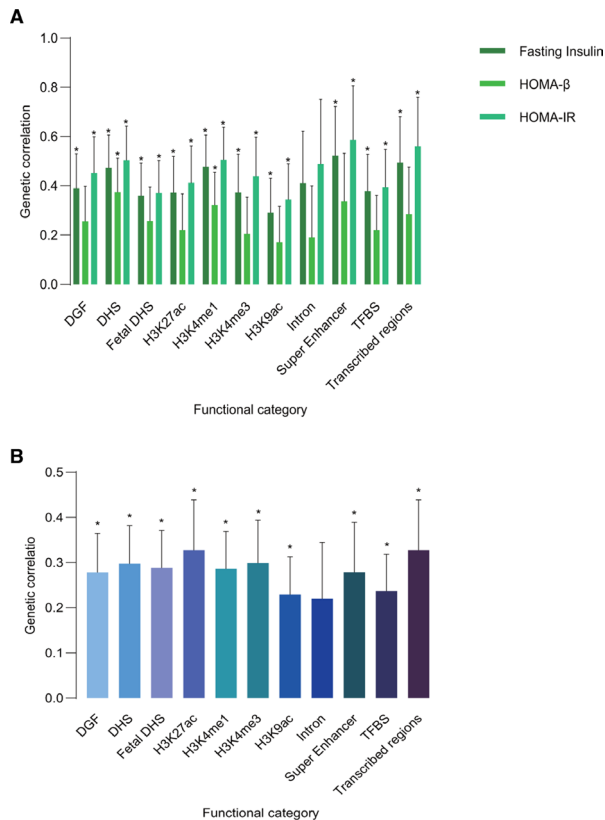 A
1.0
0.8
0.6
0.4
0.2
0.0
Genetic correlation
* * * * * * * * * * * * * * * * * * * * * *
DGF
DHS
Fetal DHS
H3K27ac
H3K4me1
H3K4me3
H3K9ac
Intron
Super Enhancer
TFBS
Transcribed regions
Functional category
Fasting Insulin
HOMA-β
HOMA-IR
B
0.5
0.4
0.3
0.2
0.1
0.0
Genetic correlatio
* * * * * * * * * *
DGF
DHS
Fetal DHS
H3K27ac
H3K4me1
H3K4me3
H3K9ac
Intron
Super Enhancer
TFBS
Transcribed regions
Functional category